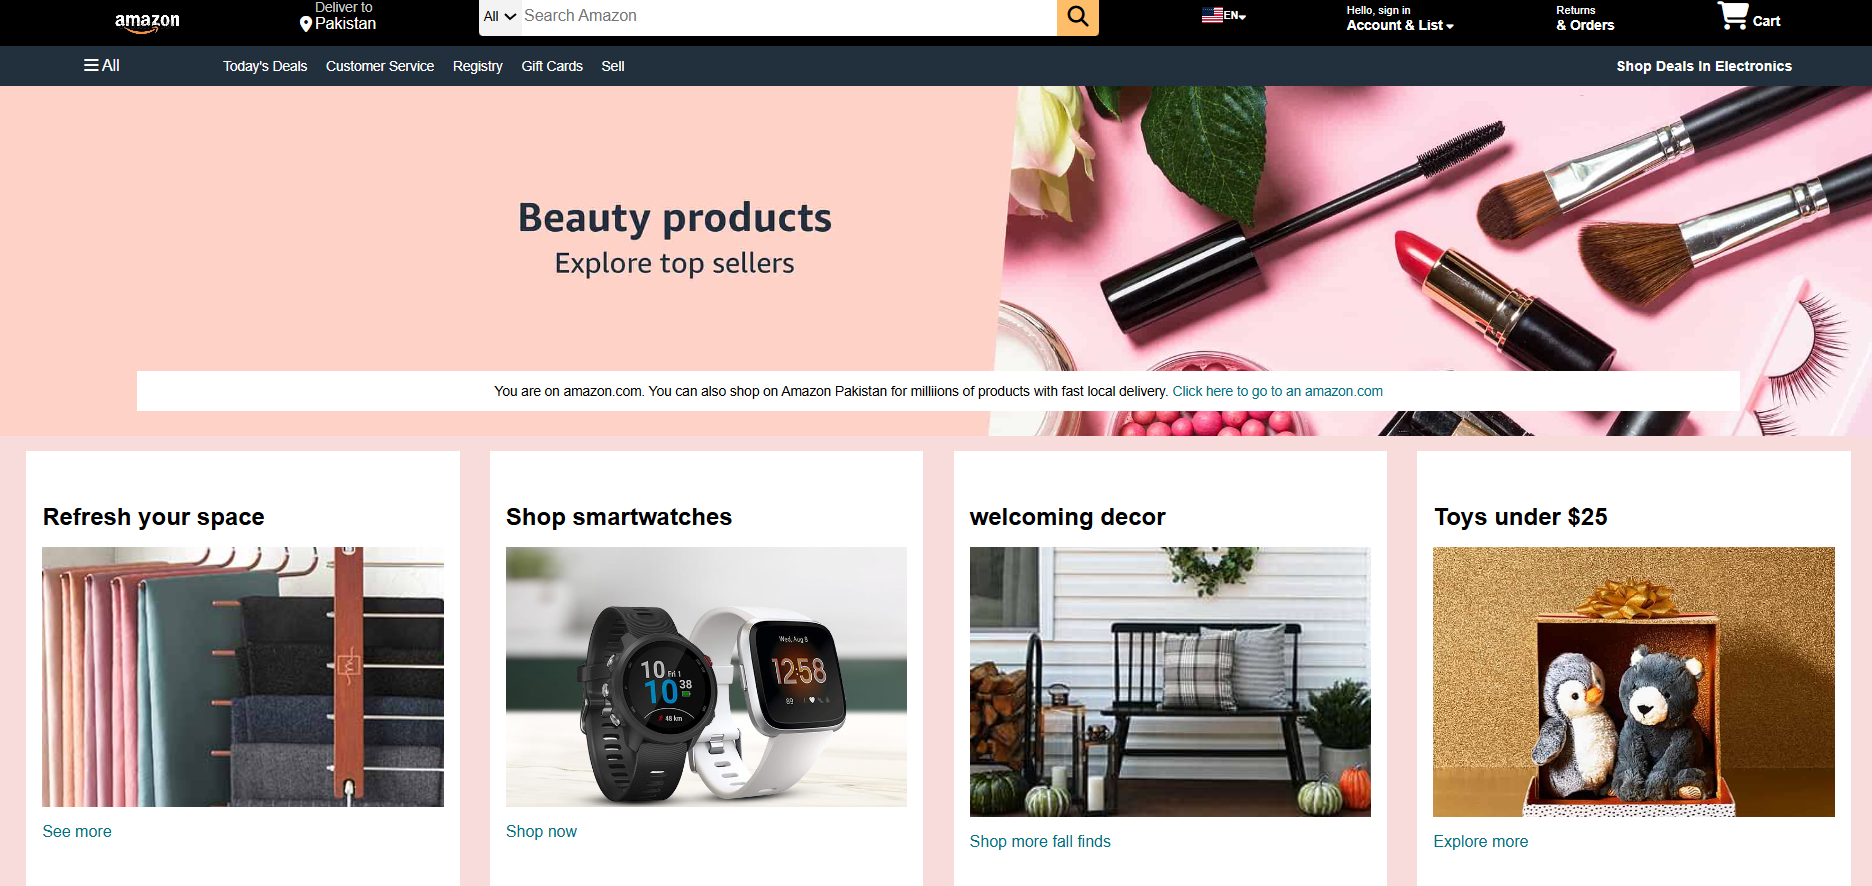 amazon
Deliver to
Pakistan
All
Search Amazon
EN
Hello, sign in
Account & List
Returns
& Orders
Cart
All
Today's Deals
Customer Service
Registry
Gift Cards
Sell
Shop Deals In Electronics
Beauty products
Explore top sellers
You are on amazon.com. You can also shop on Amazon Pakistan for milliions of products with fast local delivery. Click here to go to an amazon.com
Refresh your space
Shop smartwatches
welcoming decor
Toys under $25
10 Fri 1
10 38
48 km
Wed, Aug 8
12:58
89
See more
Shop now
Shop more fall finds
Explore more